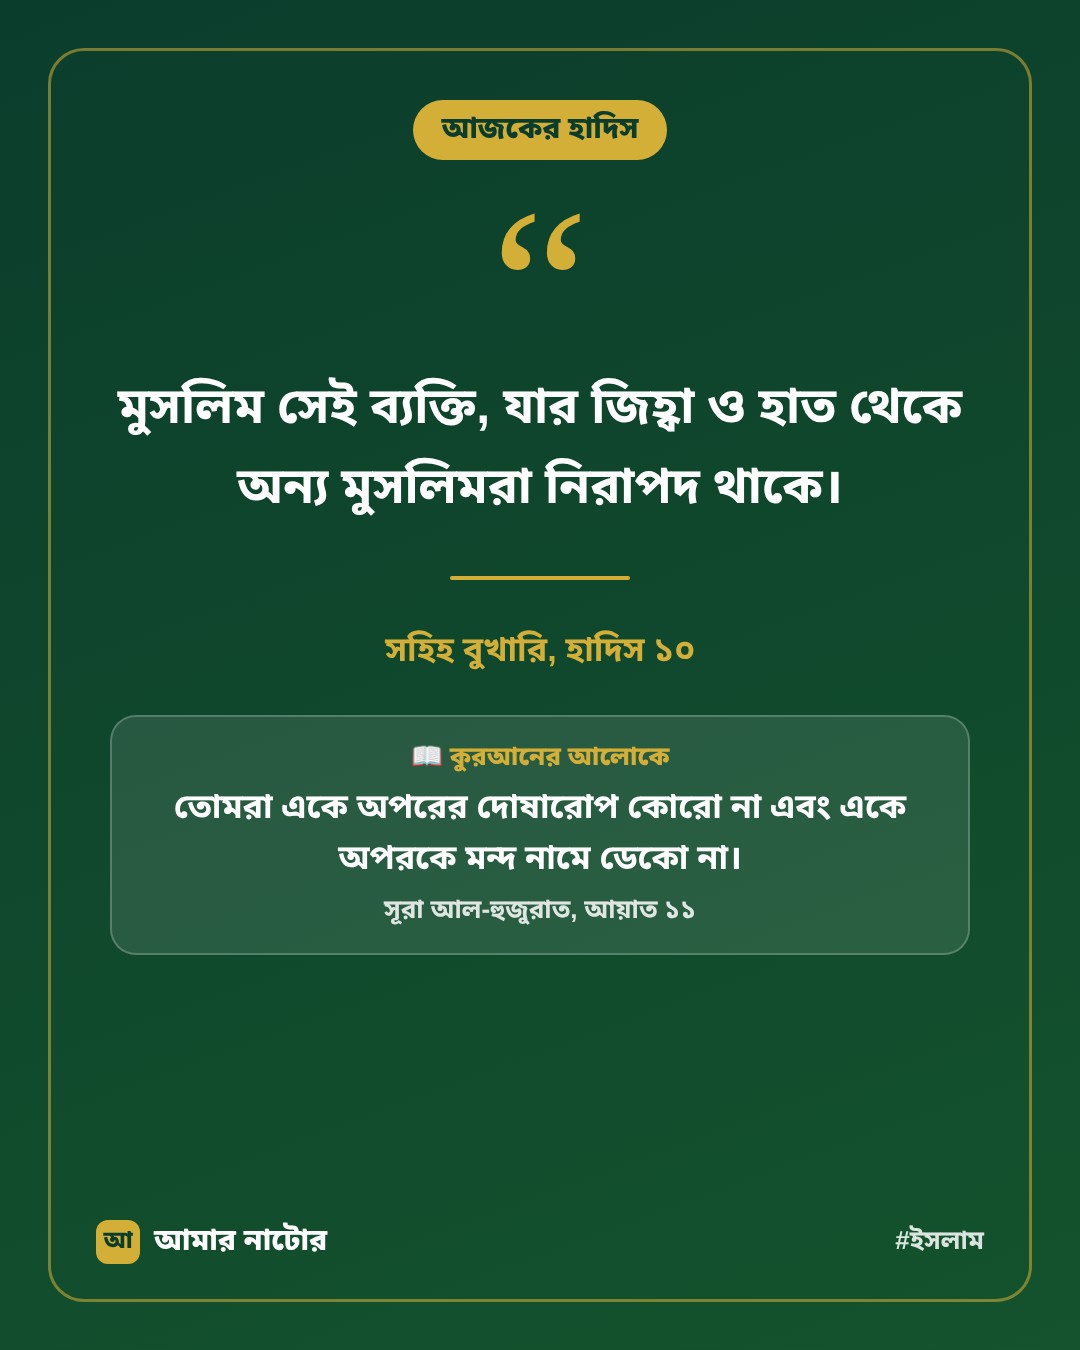 আজকের হাদিস
“
মুসলিম সেই ব্যক্তি, যার জিহ্বা ও হাত থেকে
অন্য মুসলিমরা নিরাপদ থাকে।
সহিহ বুখারি, হাদিস ১০
📖 কুরআনের আলোকে
তোমরা একে অপরের দোষারোপ কোরো না এবং একে
অপরকে মন্দ নামে ডেকো না।
সূরা আল-হুজুরাত, আয়াত ১১
আ আমার নাটোর
#ইসলাম